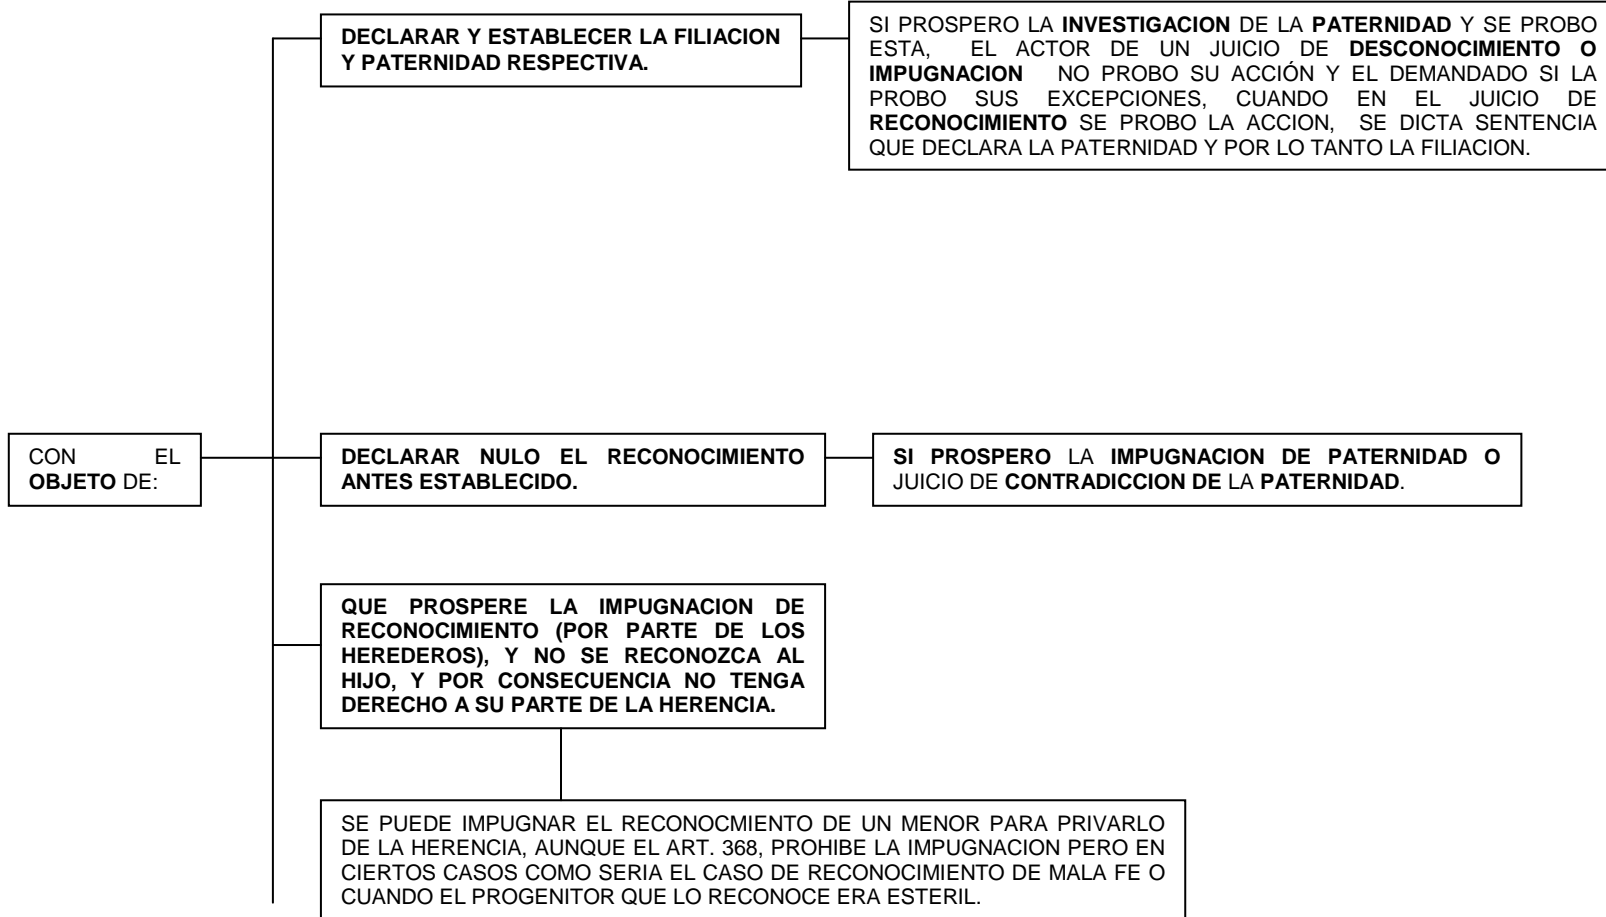 DECLARAR Y ESTABLECER LA FILIACION
Y PATERNIDAD RESPECTIVA.
SI PROSPERO LA INVESTIGACION DE LA PATERNIDAD Y SE PROBO
ESTA, EL ACTOR DE UN JUICIO DE DESCONOCIMIENTO O
IMPUGNACION NO PROBO SU ACCIÓN Y EL DEMANDADO SI LA
PROBO SUS EXCEPCIONES, CUANDO EN EL JUICIO DE
RECONOCIMIENTO SE PROBO LA ACCION, SE DICTA SENTENCIA
QUE DECLARA LA PATERNIDAD Y POR LO TANTO LA FILIACION.
CON EL
OBJETO DE:
DECLARAR NULO EL RECONOCIMIENTO
ANTES ESTABLECIDO.
SI PROSPERO LA IMPUGNACION DE PATERNIDAD O
JUICIO DE CONTRADICCION DE LA PATERNIDAD.
QUE PROSPERE LA IMPUGNACION DE
RECONOCIMIENTO (POR PARTE DE LOS
HEREDEROS), Y NO SE RECONOZCA AL
HIJO, Y POR CONSECUENCIA NO TENGA
DERECHO A SU PARTE DE LA HERENCIA.
SE PUEDE IMPUGNAR EL RECONOCMIENTO DE UN MENOR PARA PRIVARLO
DE LA HERENCIA, AUNQUE EL ART. 368, PROHIBE LA IMPUGNACION PERO EN
CIERTOS CASOS COMO SERIA EL CASO DE RECONOCIMIENTO DE MALA FE O
CUANDO EL PROGENITOR QUE LO RECONOCE ERA ESTERIL.